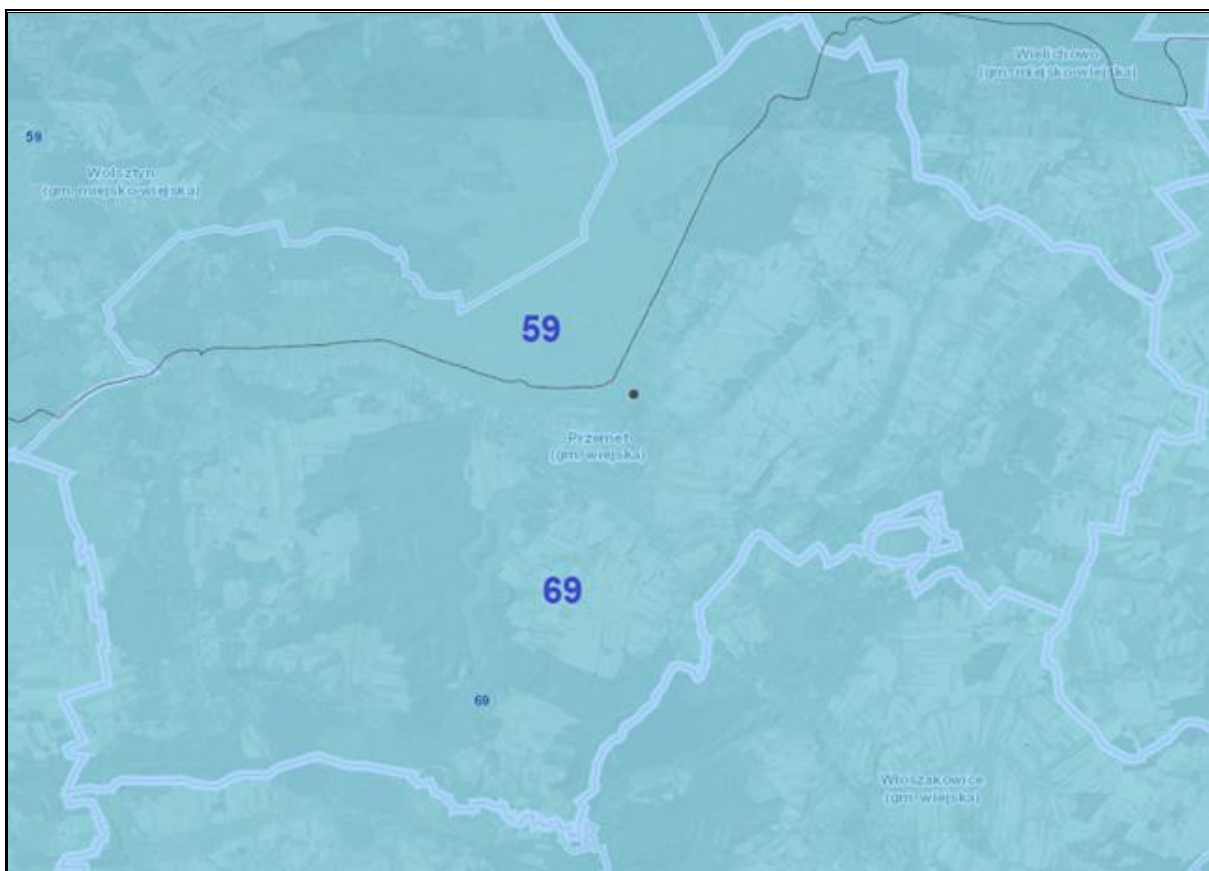 Wielichowo
(gm. miejsko-wiejska)
59
Wolsztyn
(gm. miejsko-wiejska)
59
Przemęt
(gm. wiejska)
69
69
Włoszakowice
(gm. wiejska)